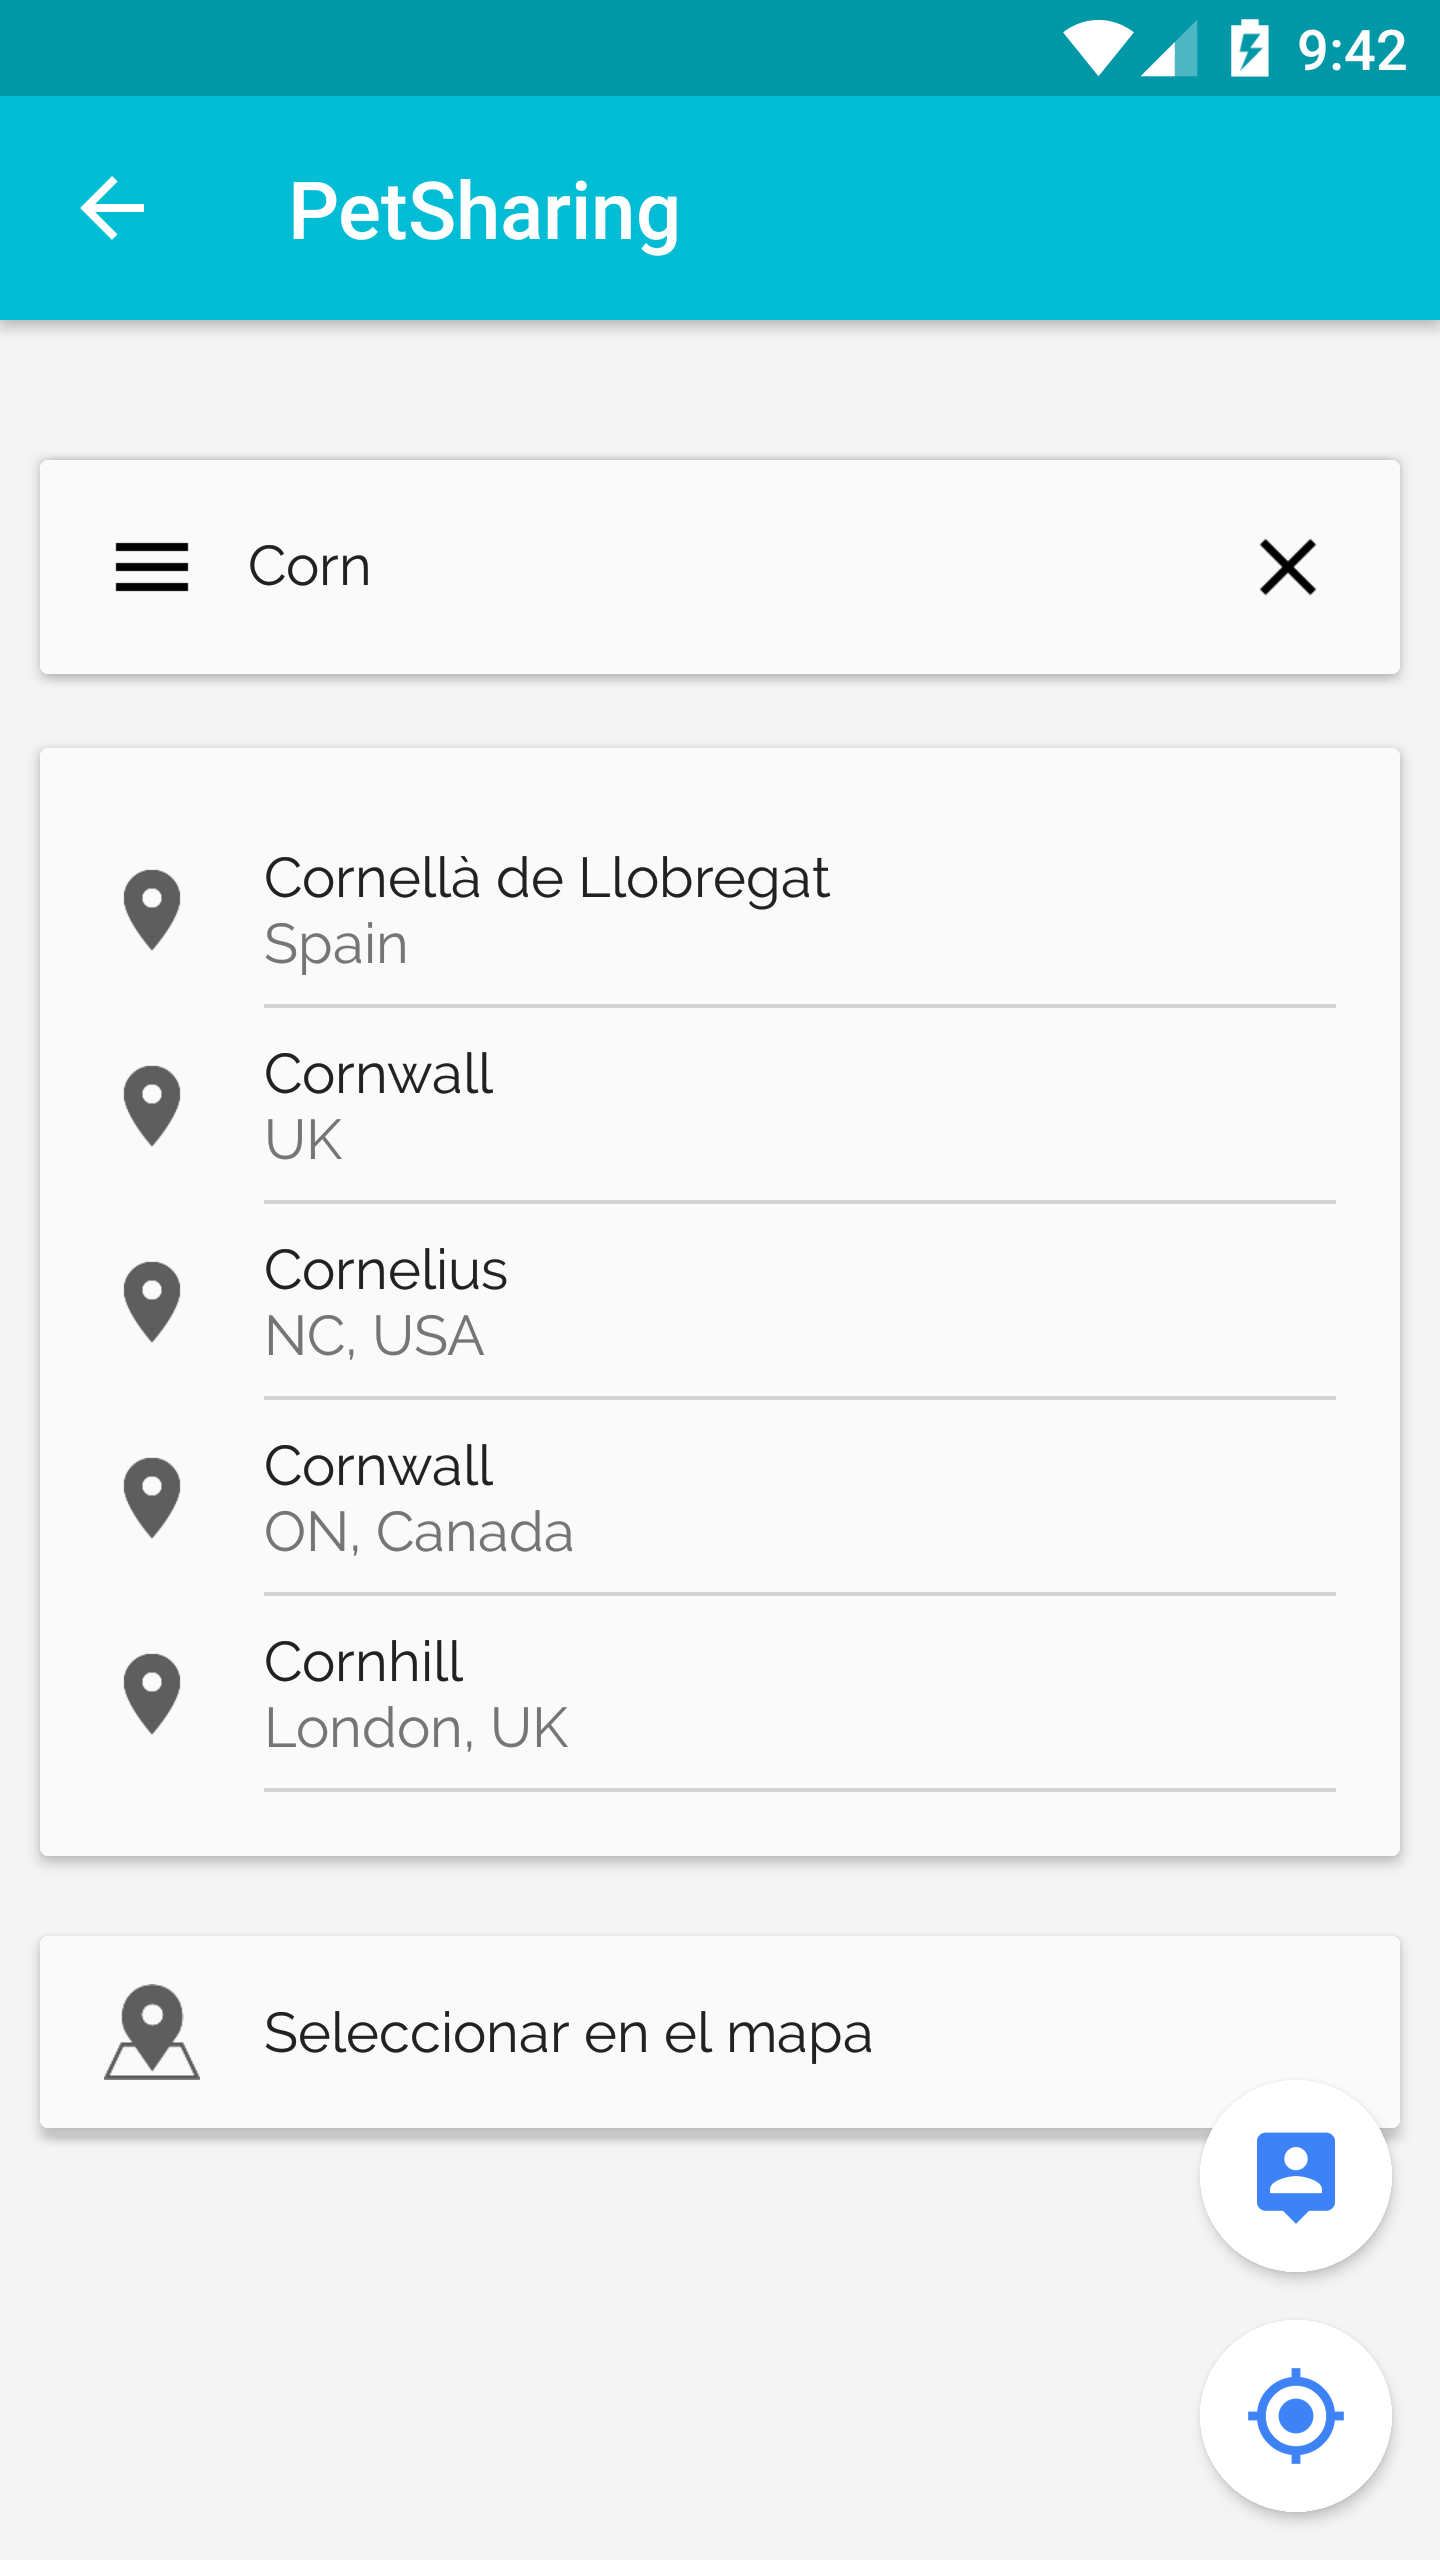 9:42
PetSharing
Corn
Cornellà de Llobregat
Spain
Cornwall
UK
Cornelius
NC, USA
Cornwall
ON, Canada
Cornhill
London, UK
Seleccionar en el mapa